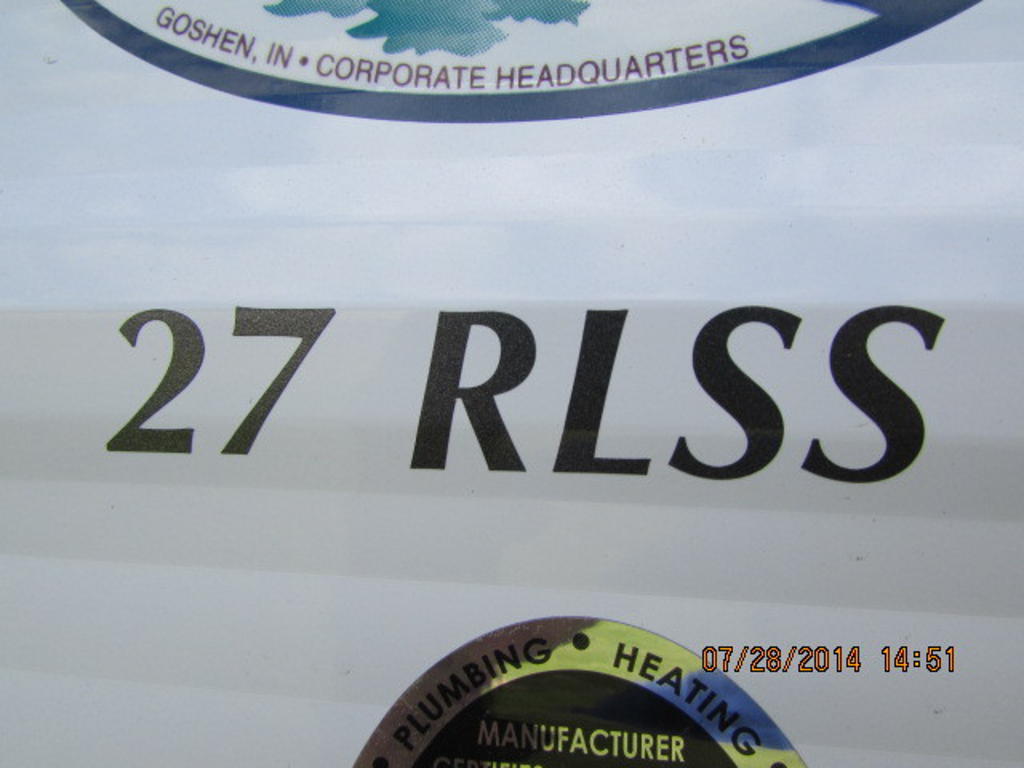 GOSHEN, IN • CORPORATE HEADQUARTERS
27 RLSS
PLUMBING • HEATING •
07/28/2014 14:51
MANUFACTURER